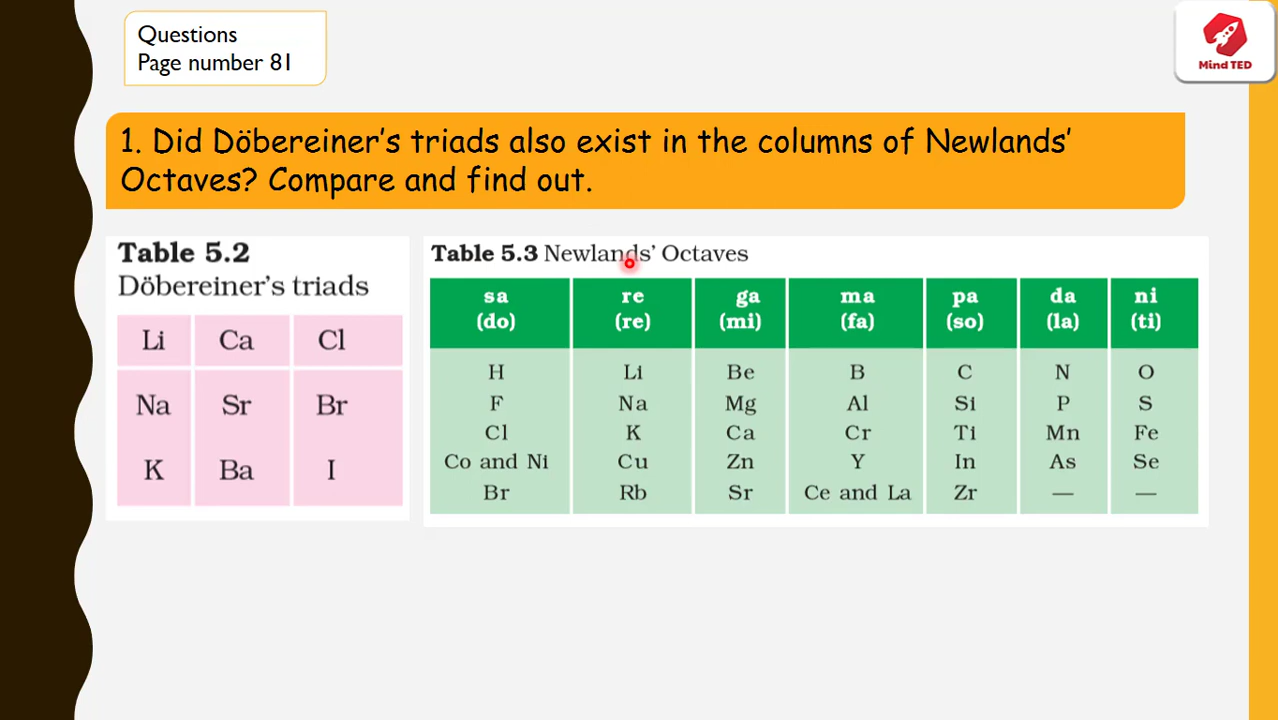 Questions
Page number 81
Mind TED
1. Did Döbereiner's triads also exist in the columns of Newlands'
Octaves? Compare and find out.
Table 5.2
Döbereiner's triads
Li Ca Cl
Na Sr Br
K Ba I
Table 5.3 Newlands' Octaves
sa re ga ma pa da ni
(do) (re) (mi) (fa) (so) (la) (ti)
H Li Be B C N O
F Na Mg Al Si P S
Cl K Ca Cr Ti Mn Fe
Co and Ni Cu Zn Y In As Se
Br Rb Sr Ce and La Zr — —